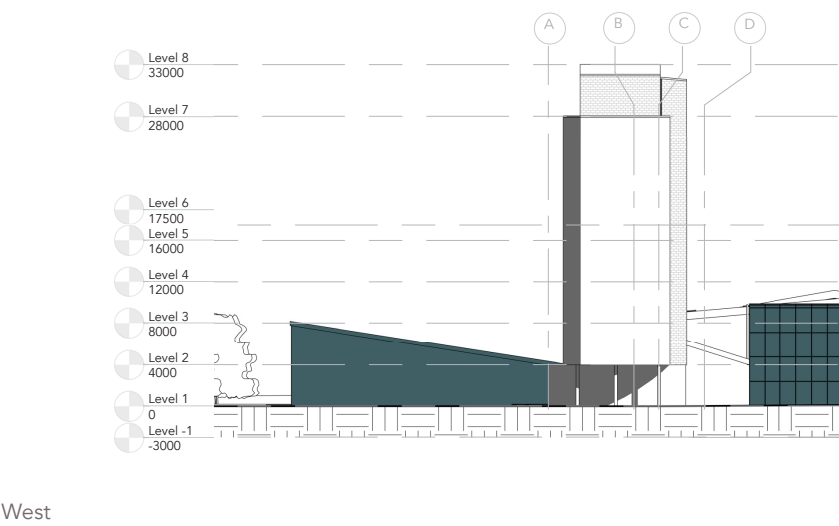 A B C D
Level 8
33000
Level 7
28000
Level 6
17500
Level 5
16000
Level 4
12000
Level 3
8000
Level 2
4000
Level 1
0
Level -1
-3000
West